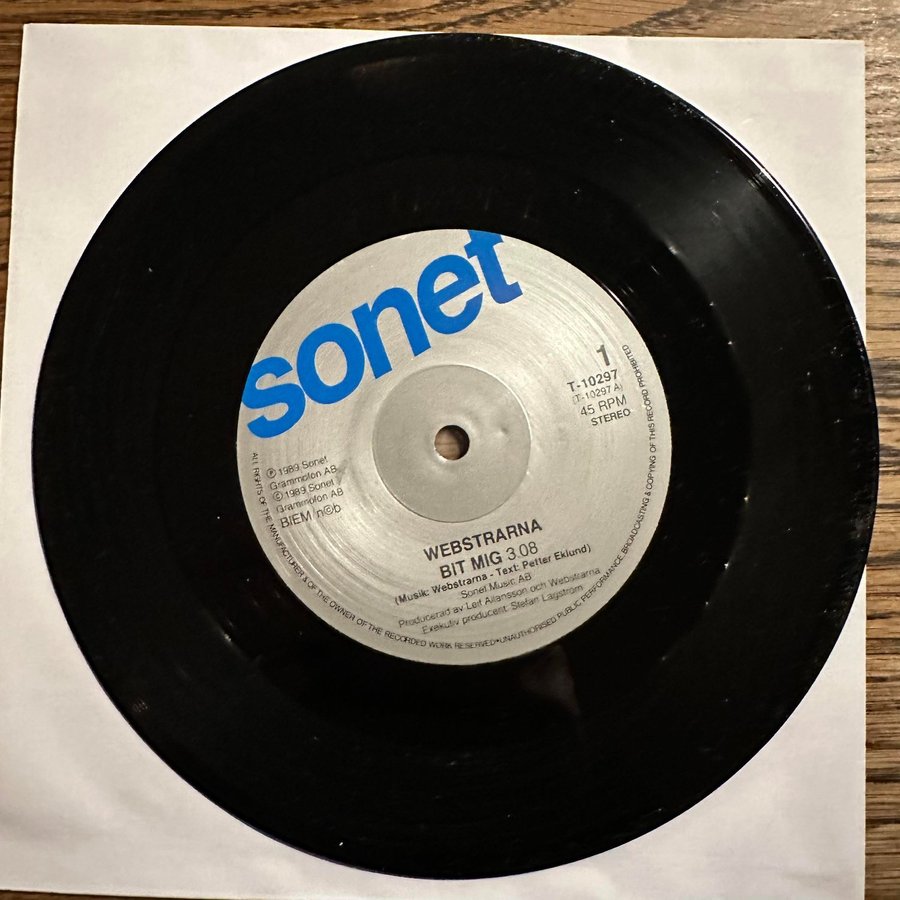 sonet
1
T-10297
(T-10297 A)
45 RPM
STEREO
℗ 1989 Sonet
Grammofon AB
© 1989 Sonet
Grammofon AB
BIEM n©b
WEBSTRARNA
BIT MIG 3.08
(Musik: Webstrarna - Text: Petter Eklund)
Sonet Music AB
Producerad av Leif Allansson och Webstrarna
Exekutiv producent: Stefan Lagström
ALL RIGHTS OF THE MANUFACTURER & OF THE OWNER OF THE RECORDED WORK RESERVED•UNAUTHORISED PUBLIC PERFORMANCE BROADCASTING & COPYING OF THIS RECORD PROHIBITED